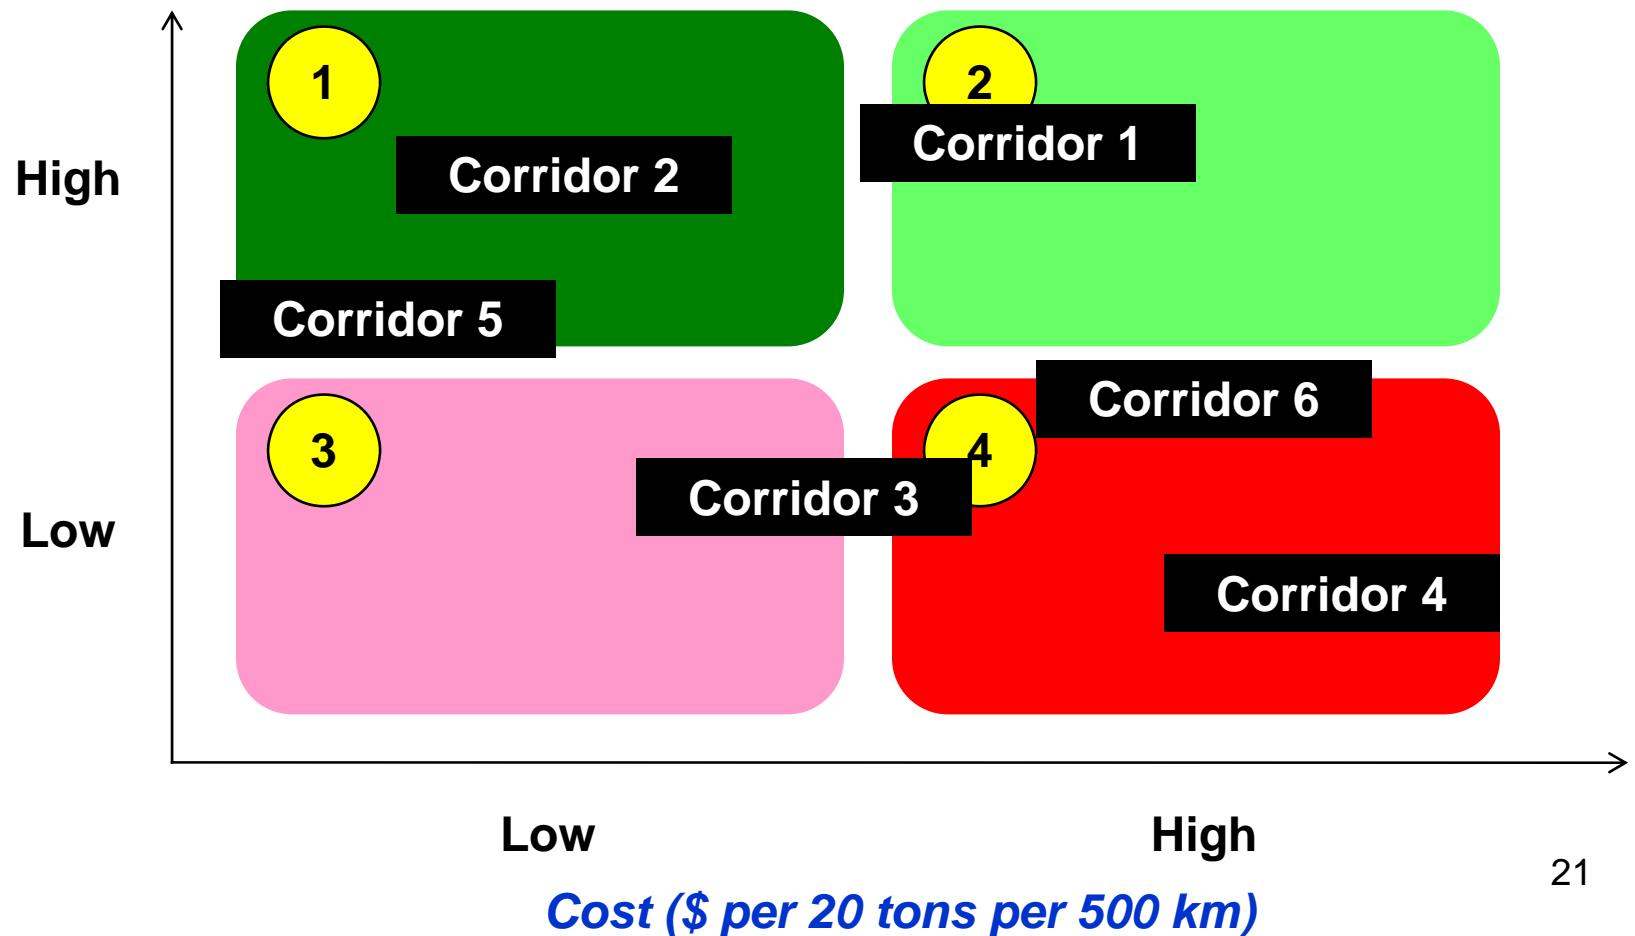 1
2
Corridor 1
Corridor 2
High
Corridor 5
Corridor 6
3
4
Corridor 3
Low
Corridor 4
Low
High
21
Cost ($ per 20 tons per 500 km)